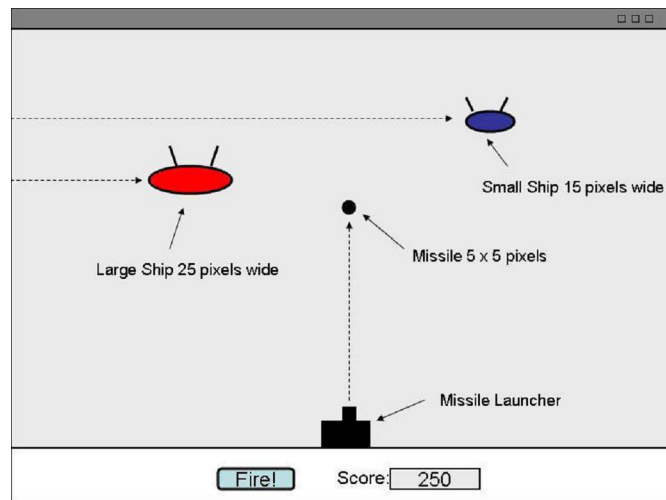 Small Ship 15 pixels wide
Missile 5 x 5 pixels
Large Ship 25 pixels wide
Missile Launcher
Fire!
Score: 250